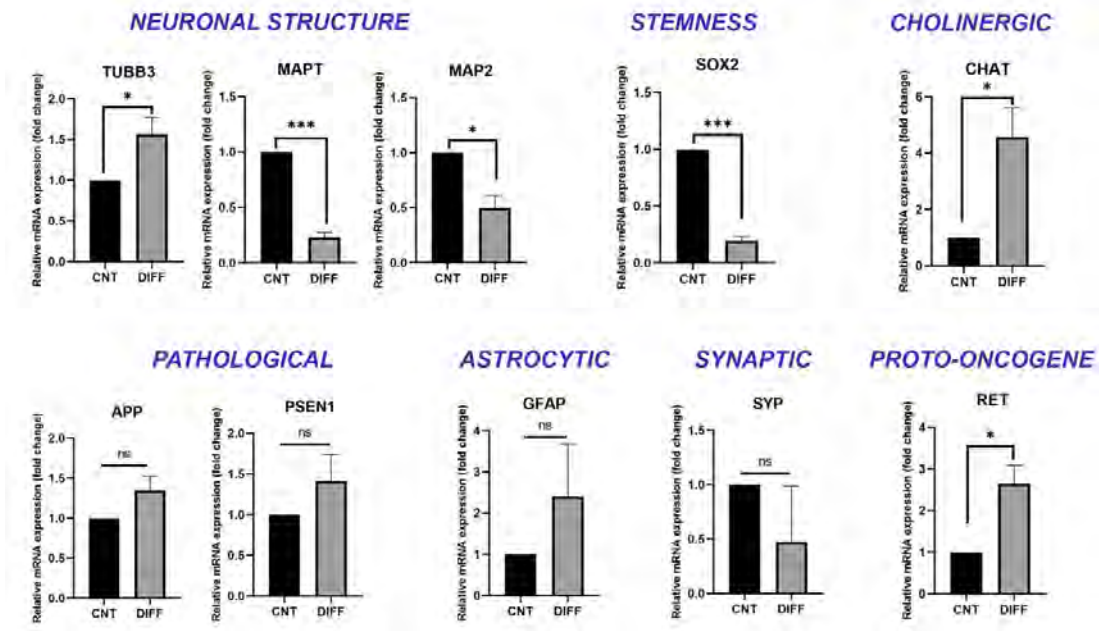 NEURONAL STRUCTURE
STEMNESS
CHOLINERGIC
TUBB3
Relative mRNA expression (fold change)
2.0
1.5
1.0
0.5
0.0
*
CNT DIFF
MAPT
Relative mRNA expression (fold change)
1.5
1.0
0.5
0.0
***
CNT DIFF
MAP2
Relative mRNA expression (fold change)
1.5
1.0
0.5
0.0
*
CNT DIFF
SOX2
Relative mRNA expression (fold change)
1.5
1.0
0.5
0.0
***
CNT DIFF
CHAT
Relative mRNA expression (fold change)
6
4
2
0
*
CNT DIFF
PATHOLOGICAL
ASTROCYTIC
SYNAPTIC
PROTO-ONCOGENE
APP
Relative mRNA expression (fold change)
2.0
1.5
1.0
0.5
0.0
ns
CNT DIFF
PSEN1
Relative mRNA expression (fold change)
2.0
1.5
1.0
0.5
0.0
ns
CNT DIFF
GFAP
Relative mRNA expression (fold change)
4
3
2
1
0
ns
CNT DIFF
SYP
Relative mRNA expression (fold change)
1.5
1.0
0.5
0.0
ns
CNT DIFF
RET
Relative mRNA expression (fold change)
4
3
2
1
0
*
CNT DIFF